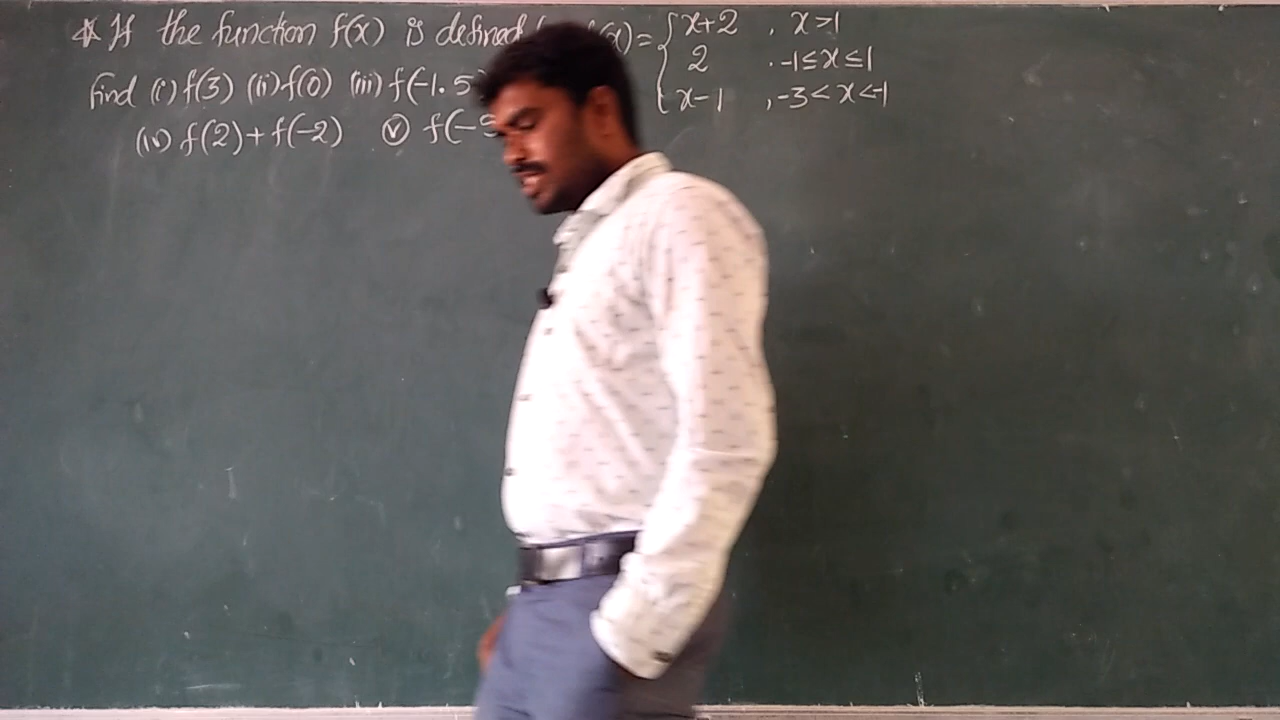 * If the function f(x) is defined (x)= { x+2 , x>1
2 , -1≤x≤1
x-1 , -3<x<-1
find (i) f(3) (ii) f(0) (iii) f(-1.5
(iv) f(2)+f(-2) (v) f(-5